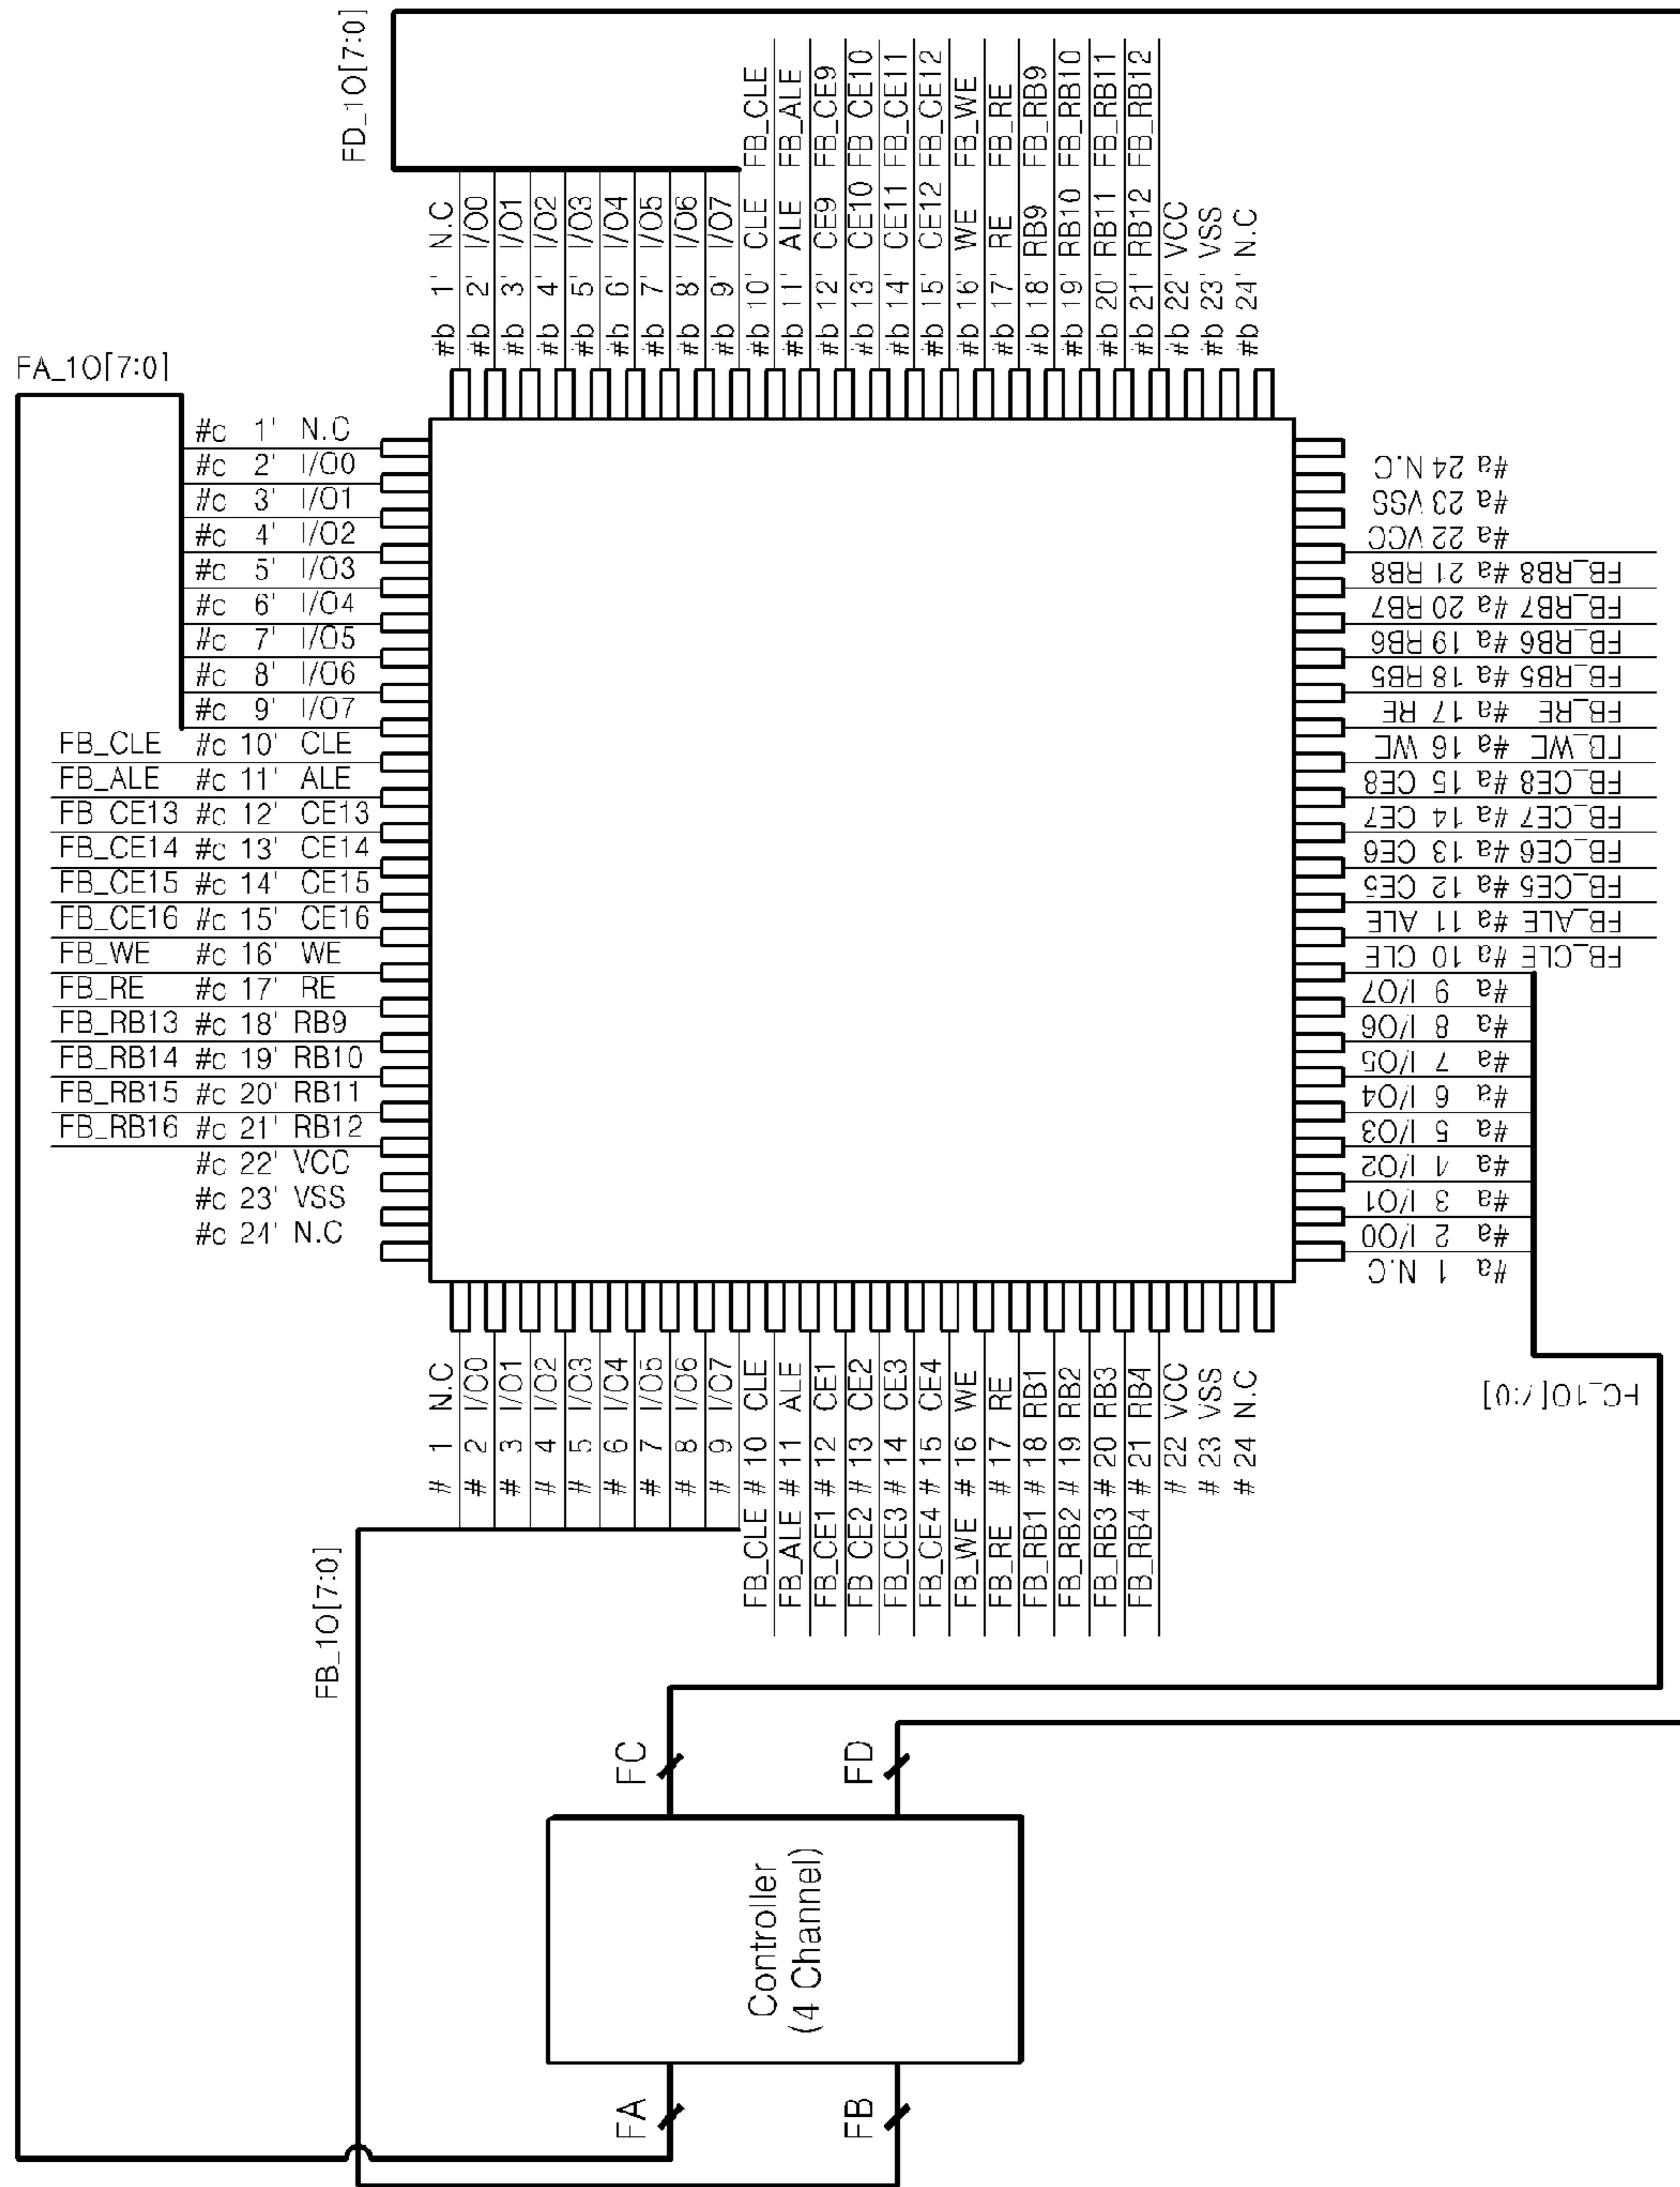 FD_1O[7:0]
#b 1' N.C
#b 2' I/O0
#b 3' I/O1
#b 4' I/O2
#b 5' I/O3
#b 6' I/O4
#b 7' I/O5
#b 8' I/O6
#b 9' I/O7
#b 10' CLE FB_CLE
#b 11' ALE FB_ALE
#b 12' CE9 FB_CE9
#b 13' CE10 FB CE10
#b 14' CE11 FB_CE11
#b 15' CE12 FB_CE12
#b 16' WE FB_WE
#b 17' RE FB_RE
#b 18' RB9 FB_RB9
#b 19' RB10 FB_RB10
#b 20' RB11 FB_RB11
#b 21' RB12 FB_RB12
#b 22' VCC
#b 23' VSS
#b 24' N.C
FA_1O[7:0]
#c 1' N.C
#c 2' I/O0
#c 3' I/O1
#c 4' I/O2
#c 5' I/O3
#c 6' I/O4
#c 7' I/O5
#c 8' I/O6
#c 9' I/O7
FB_CLE #c 10' CLE
FB_ALE #c 11' ALE
FB CE13 #c 12' CE13
FB_CE14 #c 13' CE14
FB_CE15 #c 14' CE15
FB_CE16 #c 15' CE16
FB_WE #c 16' WE
FB_RE #c 17' RE
FB_RB13 #c 18' RB9
FB_RB14 #c 19' RB10
FB_RB15 #c 20' RB11
FB_RB16 #c 21' RB12
#c 22' VCC
#c 23' VSS
#c 24' N.C
#a 24 N.C
#a 23 VSS
#a 22 VCC
FB_RB8 #a 21 RB8
FB_RB7 #a 20 RB7
FB_RB6 #a 19 RB6
FB_RB5 #a 18 RB5
FB_RE #a 17 RE
FB_WE #a 16 WE
FB_CE8 #a 15 CE8
FB_CE7 #a 14 CE7
FB_CE6 #a 13 CE6
FB_CE5 #a 12 CE5
FB_ALE #a 11 ALE
FB_CLE #a 10 CLE
#a 9 I/O7
#a 8 I/O6
#a 7 I/O5
#a 6 I/O4
#a 5 I/O3
#a 4 I/O2
#a 3 I/O1
#a 2 I/O0
#a 1 N.C
FC_1O[7:0]
# 1 N.C
# 2 I/O0
# 3 I/O1
# 4 I/O2
# 5 I/O3
# 6 I/O4
# 7 I/O5
# 8 I/O6
# 9 I/O7
FB_CLE # 10 CLE
FB_ALE # 11 ALE
FB_CE1 # 12 CE1
FB CE2 # 13 CE2
FB_CE3 # 14 CE3
FB_CE4 # 15 CE4
FB_WE # 16 WE
FB_RE # 17 RE
FB_RB1 # 18 RB1
FB_RB2 # 19 RB2
FB_RB3 # 20 RB3
FB_RB4 # 21 RB4
# 22 VCC
# 23 VSS
# 24 N.C
FB_1O[7:0]
FC
FD
Controller
(4 Channel)
FA
FB